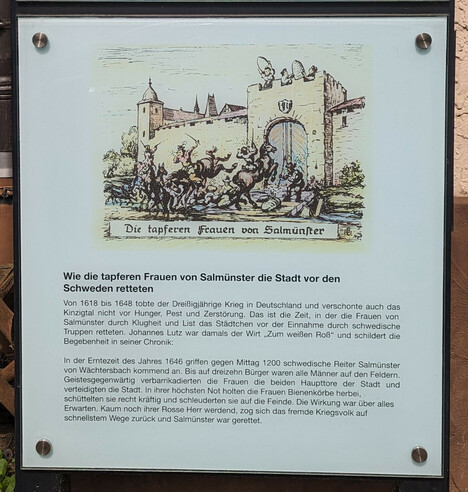 Die tapferen Frauen von Salmünster
Wie die tapferen Frauen von Salmünster die Stadt vor den
Schweden retteten
Von 1618 bis 1648 tobte der Dreißigjährige Krieg in Deutschland und verschonte auch das
Kinzigtal nicht vor Hunger, Pest und Zerstörung. Das ist die Zeit, in der die Frauen von
Salmünster durch Klugheit und List das Städtchen vor der Einnahme durch schwedische
Truppen retteten. Johannes Lutz war damals der Wirt „Zum weißen Roß“ und schildert die
Begebenheit in seiner Chronik:
In der Erntezeit des Jahres 1646 griffen gegen Mittag 1200 schwedische Reiter Salmünster
von Wächtersbach kommend an. Bis auf dreizehn Bürger waren alle Männer auf den Feldern.
Geistesgegenwärtig verbarrikadierten die Frauen die beiden Haupttore der Stadt und
verteidigten die Stadt. In ihrer höchsten Not holten die Frauen Bienenkörbe herbei,
schüttelten sie recht kräftig und schleuderten sie auf die Feinde. Die Wirkung war über alles
Erwarten. Kaum noch ihrer Rosse Herr werdend, zog sich das fremde Kriegsvolk auf
schnellstem Wege zurück und Salmünster war gerettet.